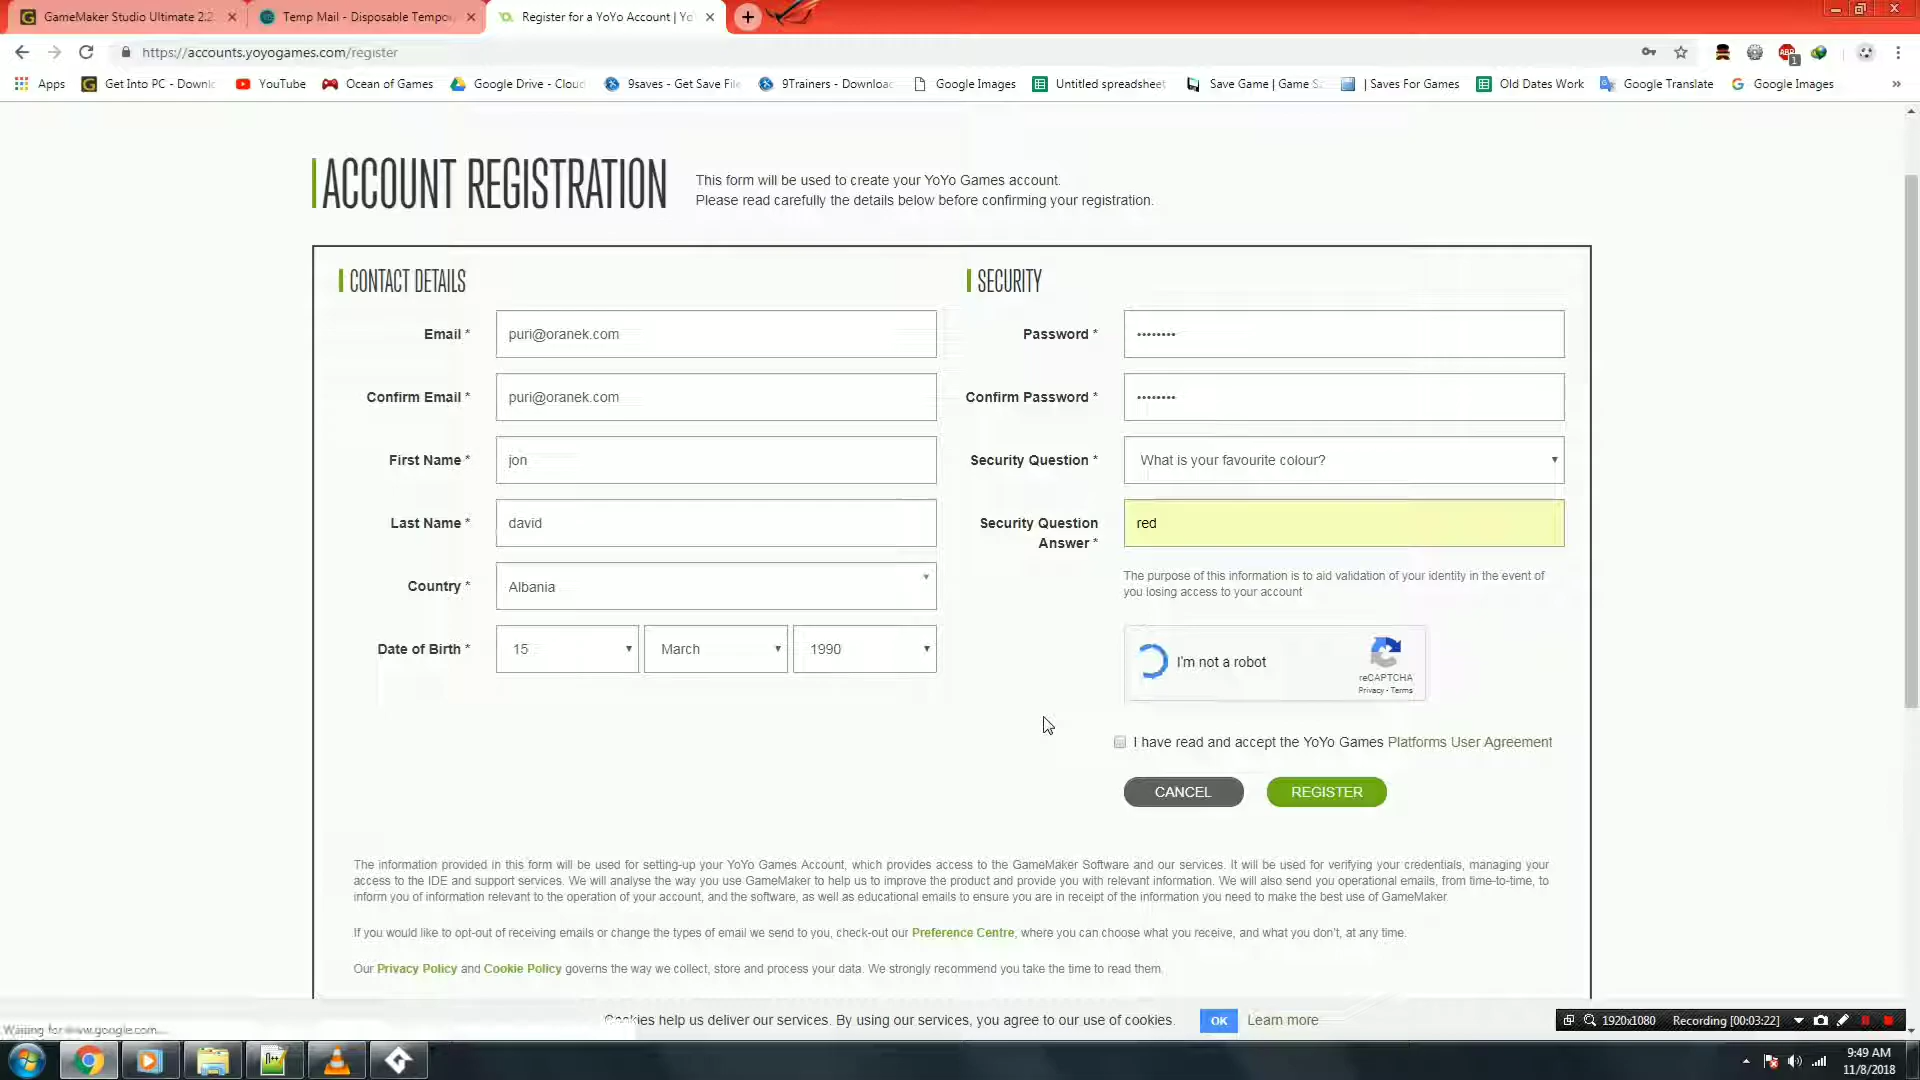 GameMaker Studio Ultimate 2.2
Temp Mail - Disposable Tempo
Register for a YoYo Account | Yo
https://accounts.yoyogames.com/register
Apps
Get Into PC - Downl
YouTube
Ocean of Games
Google Drive - Cloud
9saves - Get Save File
9Trainers - Download
Google Images
Untitled spreadsheet
Save Game | Game Sa
| Saves For Games
Old Dates Work
Google Translate
Google Images
ACCOUNT REGISTRATION
This form will be used to create your YoYo Games account.
Please read carefully the details below before confirming your registration.
CONTACT DETAILS
SECURITY
Email *
puri@oranek.com
Password *
••••••••
Confirm Email *
puri@oranek.com
Confirm Password *
••••••••
First Name *
jon
Security Question *
What is your favourite colour?
Last Name *
david
Security Question
Answer *
red
The purpose of this information is to aid validation of your identity in the event of
you losing access to your account
Country *
Albania
Date of Birth *
15
March
1990
I'm not a robot
reCAPTCHA
Privacy - Terms
I have read and accept the YoYo Games Platforms User Agreement
CANCEL
REGISTER
The information provided in this form will be used for setting-up your YoYo Games Account, which provides access to the GameMaker Software and our services. It will be used for verifying your credentials, managing your
access to the IDE and support services. We will analyse the way you use GameMaker to help us to improve the product and provide you with relevant information. We will also send you operational emails, from time-to-time, to
inform you of information relevant to the operation of your account, and the software, as well as educational emails to ensure you are in receipt of the information you need to make the best use of GameMaker
If you would like to opt-out of receiving emails or change the types of email we send to you, check-out our Preference Centre, where you can choose what you receive, and what you don't, at any time.
Our Privacy Policy and Cookie Policy governs the way we collect, store and process your data. We strongly recommend you take the time to read them.
Cookies help us deliver our services. By using our services, you agree to our use of cookies.
OK
Learn more
Waiting for www.google.com...
1920x1080
Recording [00:03:22]
9:49 AM
11/8/2018